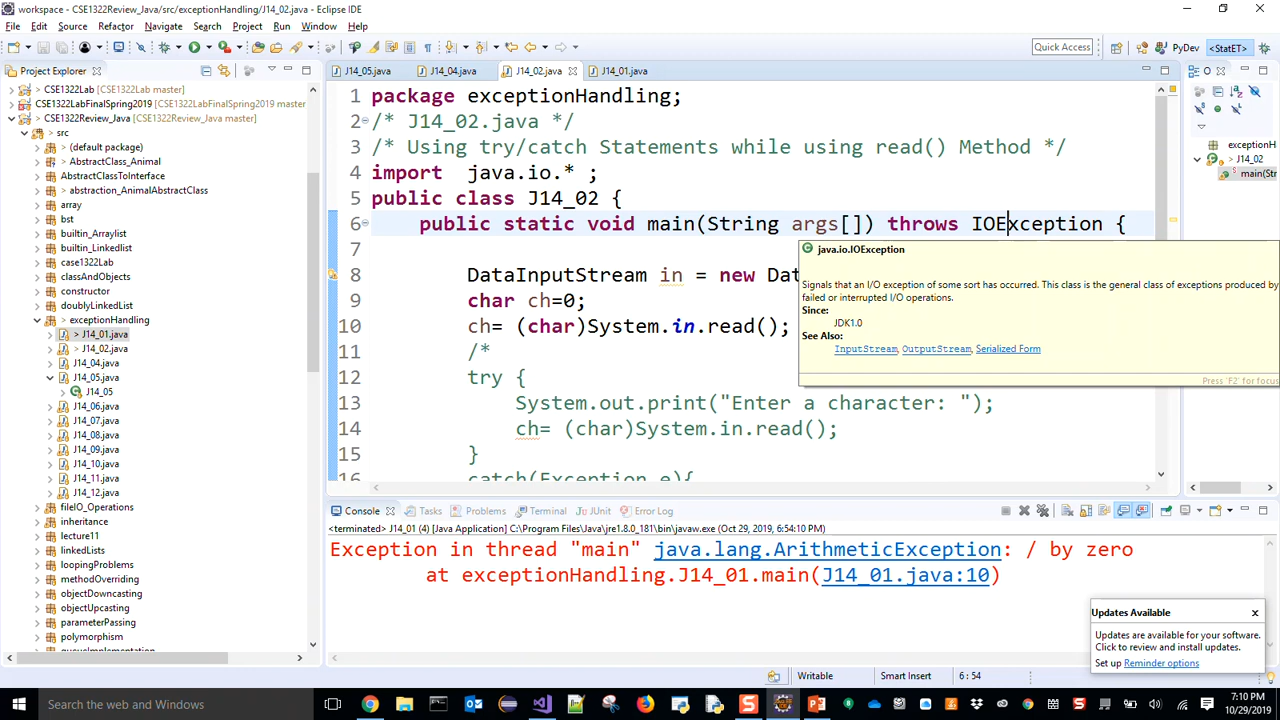 workspace - CSE1322Review_Java/src/exceptionHandling/J14_02.java - Eclipse IDE
File Edit Source Refactor Navigate Search Project Run Window Help
Quick Access
PyDev
<StatET>
Project Explorer
J14_05.java
J14_04.java
J14_02.java
J14_01.java
CSE1322Lab [CSE1322Lab master]
CSE1322LabFinalSpring2019 [CSE1322LabFinalSpring2019 master]
> CSE1322Review_Java [CSE1322Review_Java master]
> src
> (default package)
AbstractClass_Animal
AbstractClassToInterface
> abstraction_AnimalAbstractClass
array
bst
builtin_Arraylist
builtin_Linkedlist
case1322Lab
classAndObjects
constructor
doublyLinkedList
> exceptionHandling
> J14_01.java
> J14_02.java
J14_04.java
J14_05.java
J14_05
J14_06.java
J14_07.java
J14_08.java
J14_09.java
J14_10.java
J14_11.java
J14_12.java
fileIO_Operations
inheritance
lecture11
linkedLists
loopingProblems
methodOverriding
objectDowncasting
objectUpcasting
parameterPassing
polymorphism
1 package exceptionHandling;
2 /* J14_02.java */
3 /* Using try/catch Statements while using read() Method */
4 import java.io.* ;
5 public class J14_02 {
6 public static void main(String args[]) throws IOException {
7
8 DataInputStream in = new Dat
9 char ch=0;
10 ch= (char)System.in.read();
11 /*
12 try {
13 System.out.print("Enter a character: ");
14 ch= (char)System.in.read();
15 }
16 catch(Exception e){
java.io.IOException
Signals that an I/O exception of some sort has occurred. This class is the general class of exceptions produced by
failed or interrupted I/O operations.
Since:
JDK1.0
See Also:
InputStream, OutputStream, Serialized Form
Press 'F2' for focus
exceptionH
> J14_02
main(Str
Console
Tasks
Problems
Terminal
JUnit
Error Log
<terminated> J14_01 (4) [Java Application] C:\Program Files\Java\jre1.8.0_181\bin\javaw.exe (Oct 29, 2019, 6:54:10 PM)
Exception in thread "main" java.lang.ArithmeticException: / by zero
at exceptionHandling.J14_01.main(J14_01.java:10)
Updates Available
Updates are available for your software.
Click to review and install updates.
Set up Reminder options
Writable
Smart Insert
6 : 54
Search the web and Windows
7:10 PM
10/29/2019